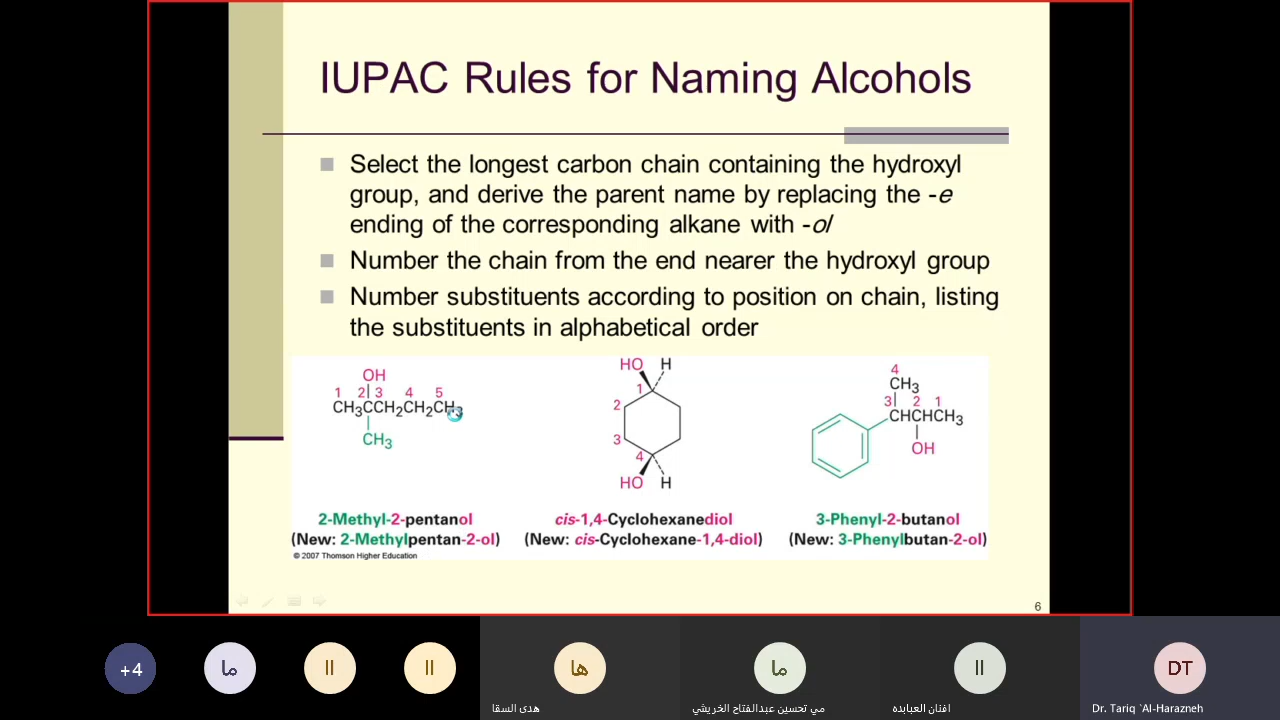 IUPAC Rules for Naming Alcohols
Select the longest carbon chain containing the hydroxyl
group, and derive the parent name by replacing the -e
ending of the corresponding alkane with -ol
Number the chain from the end nearer the hydroxyl group
Number substituents according to position on chain, listing
the substituents in alphabetical order
OH
1 2 3 4 5
CH3CCH2CH2CH3
CH3
2-Methyl-2-pentanol
(New: 2-Methylpentan-2-ol)
© 2007 Thomson Higher Education
HO H
1
2
3
4
HO H
cis-1,4-Cyclohexanediol
(New: cis-Cyclohexane-1,4-diol)
4
CH3
3 2 1
CHCHCH3
OH
3-Phenyl-2-butanol
(New: 3-Phenylbutan-2-ol)
6
+4
ما
اا
اا
ها
هدى السقا
ما
مي تحسين عبدالفتاح الخريشي
اا
افنان العبابده
DT
Dr. Tariq `Al-Harazneh